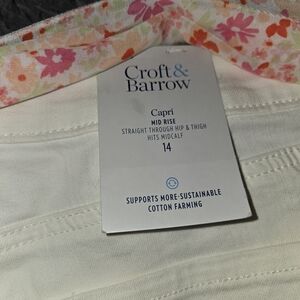 Croft&
Barrow
Capri
MID RISE
STRAIGHT THROUGH HIP & THIGH
HITS MIDCALF
14
SUPPORTS MORE-SUSTAINABLE
COTTON FARMING